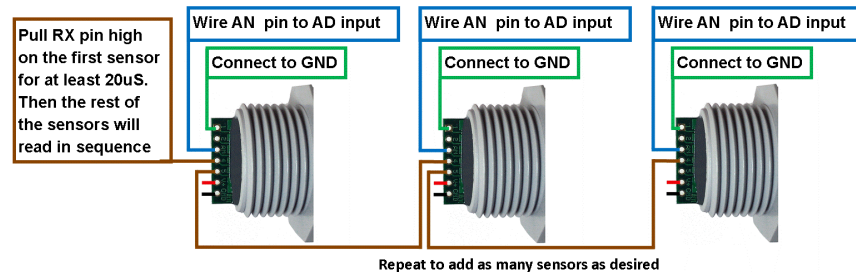 Pull RX pin high
on the first sensor
for at least 20uS.
Then the rest of
the sensors will
read in sequence
Wire AN pin to AD input
Connect to GND
Wire AN pin to AD input
Connect to GND
Wire AN pin to AD input
Connect to GND
Repeat to add as many sensors as desired